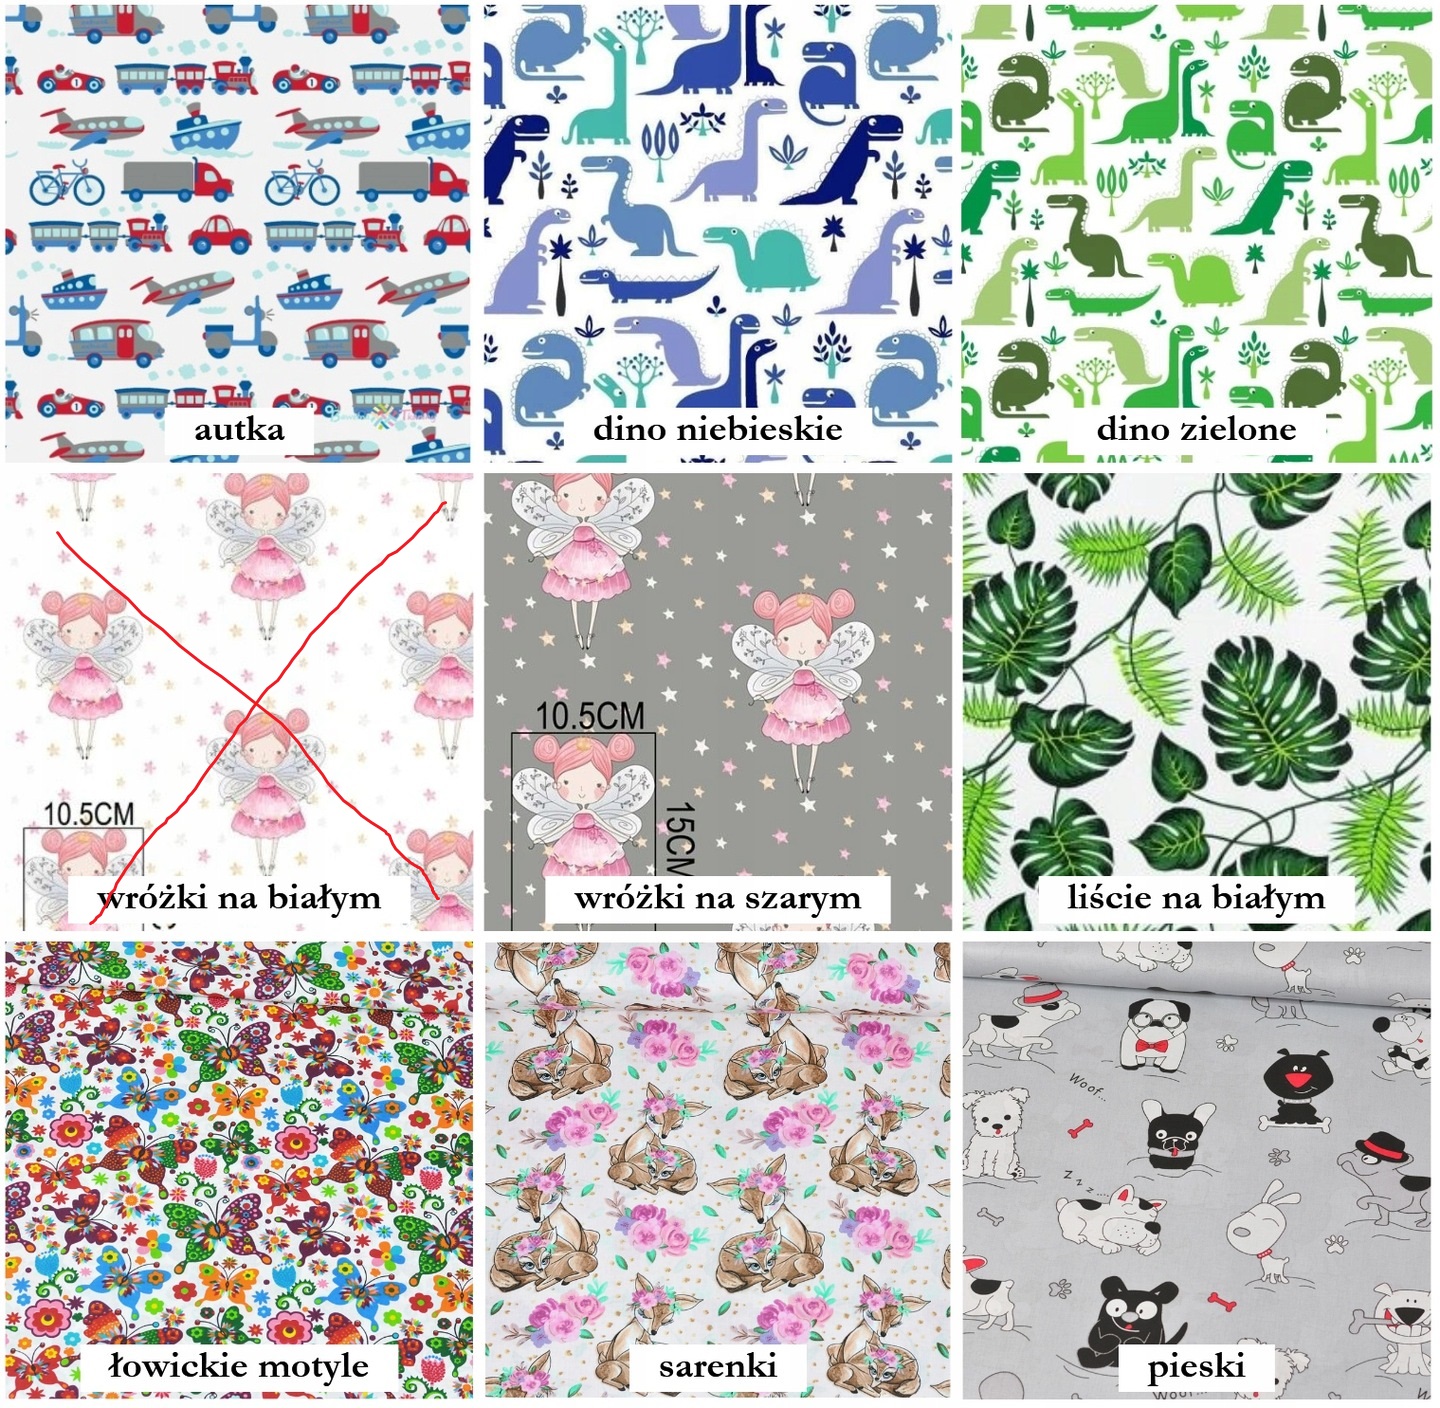 autka
dino niebieskie
dino zielone
10.5CM
wróżki na białym
10.5CM
15CM
wróżki na szarym
liście na białym
łowickie motyle
sarenki
Woof...
Z z z ....
Woof...
pieski